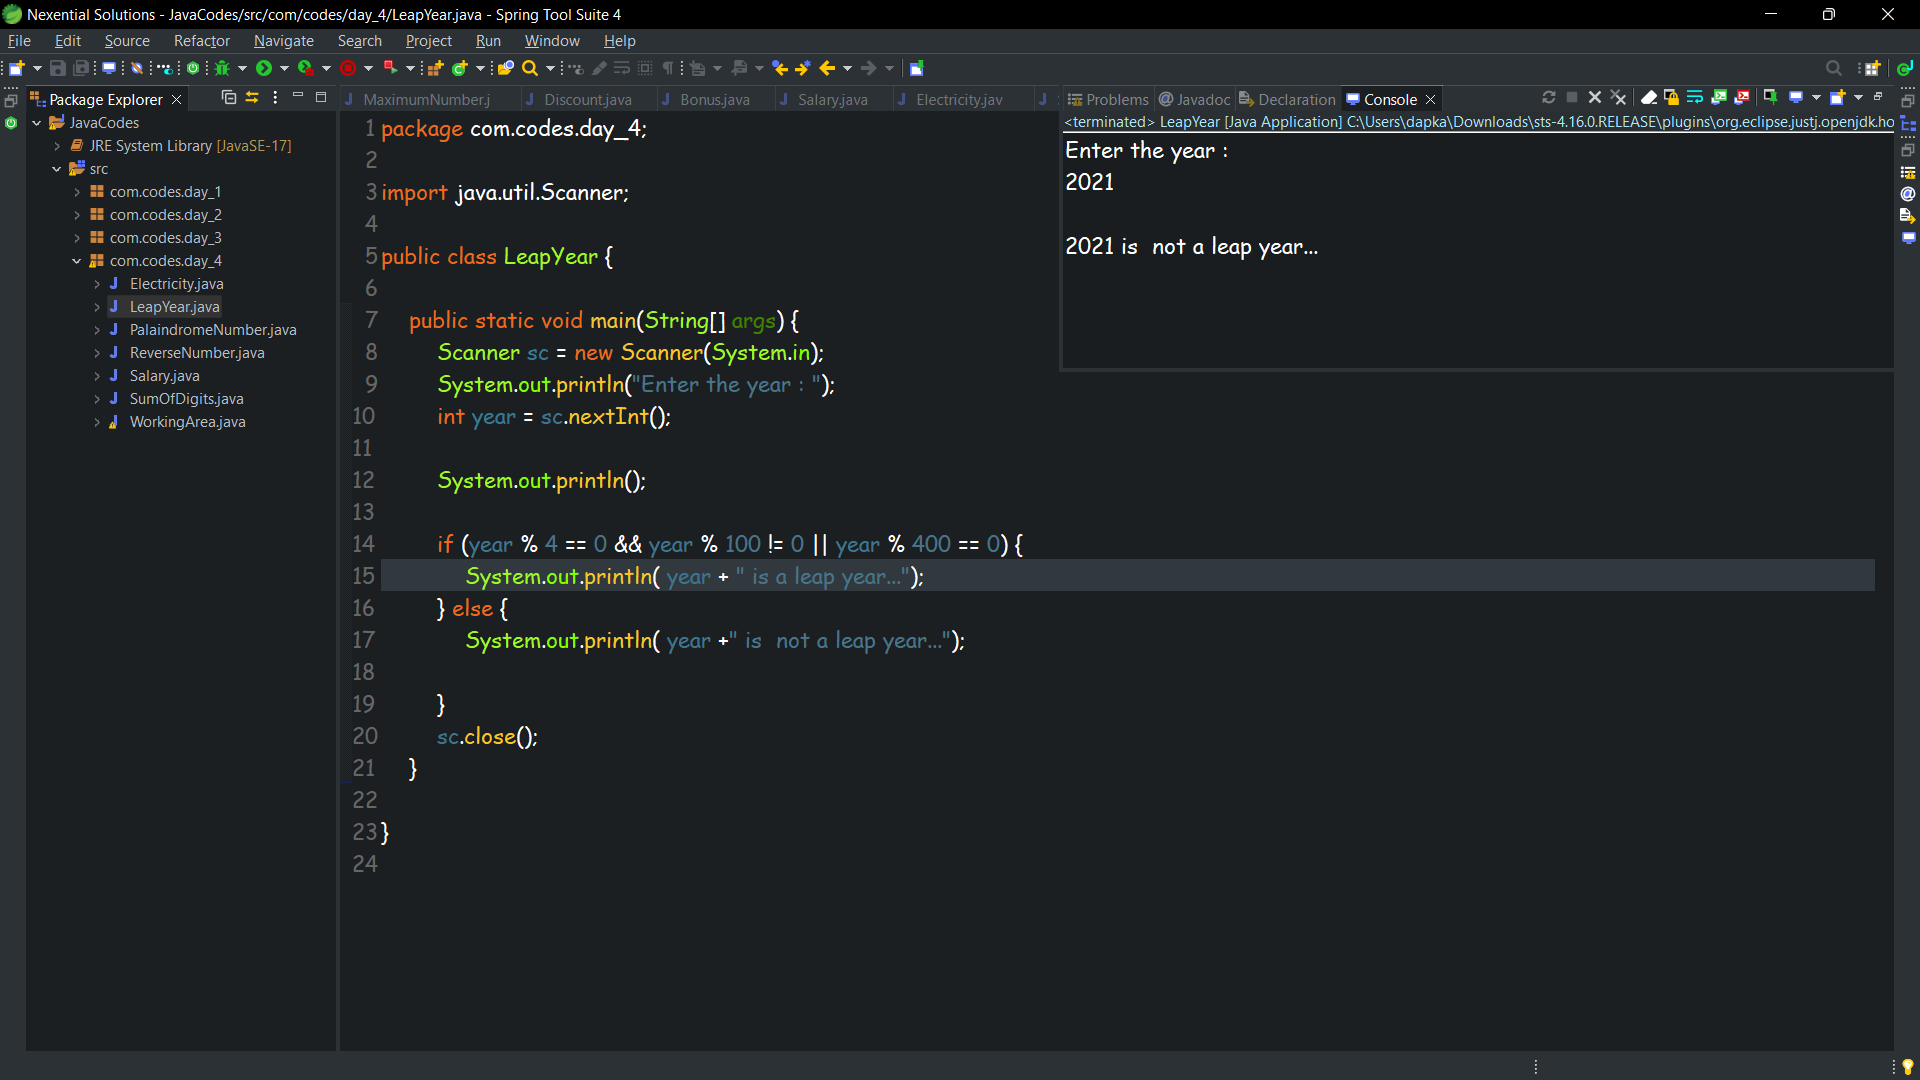 Nexential Solutions - JavaCodes/src/com/codes/day_4/LeapYear.java - Spring Tool Suite 4
File Edit Source Refactor Navigate Search Project Run Window Help
Package Explorer
JavaCodes
JRE System Library [JavaSE-17]
src
com.codes.day_1
com.codes.day_2
com.codes.day_3
com.codes.day_4
Electricity.java
LeapYear.java
PalaindromeNumber.java
ReverseNumber.java
Salary.java
SumOfDigits.java
WorkingArea.java
MaximumNumber.j Discount.java Bonus.java Salary.java Electricity.jav
1 package com.codes.day_4;
2
3 import java.util.Scanner;
4
5 public class LeapYear {
6
7 public static void main(String[] args) {
8 Scanner sc = new Scanner(System.in);
9 System.out.println("Enter the year : ");
10 int year = sc.nextInt();
11
12 System.out.println();
13
14 if (year % 4 == 0 && year % 100 != 0 || year % 400 == 0) {
15 System.out.println( year + " is a leap year...");
16 } else {
17 System.out.println( year +" is  not a leap year...");
18
19 }
20 sc.close();
21 }
22
23 }
24
Problems @ Javadoc Declaration Console
<terminated> LeapYear [Java Application] C:\Users\dapka\Downloads\sts-4.16.0.RELEASE\plugins\org.eclipse.justj.openjdk.ho
Enter the year :
2021
2021 is  not a leap year...